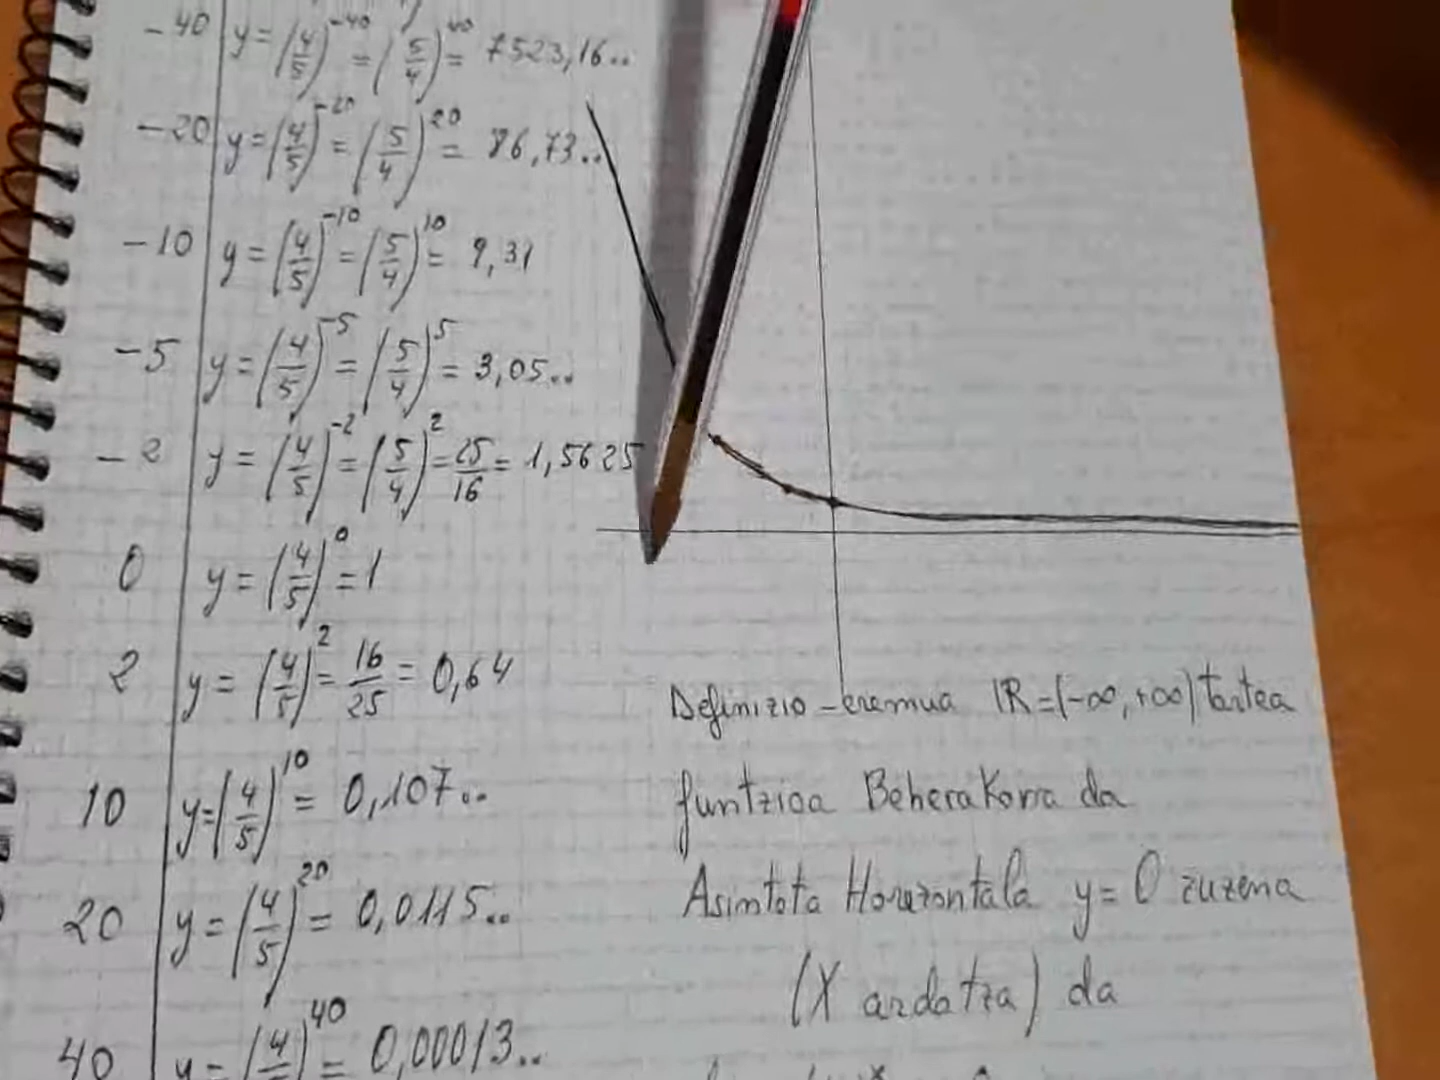 -40 y = (4/5)^-40 = (5/4)^40 = 7523,16..
-20 y = (4/5)^-20 = (5/4)^20 = 86,73..
-10 y = (4/5)^-10 = (5/4)^10 = 9,31
-5 y = (4/5)^-5 = (5/4)^5 = 3,05..
-2 y = (4/5)^-2 = (5/4)^2 = 25/16 = 1,5625
0 y = (4/5)^0 = 1
2 y = (4/5)^2 = 16/25 = 0,64
10 y = (4/5)^10 = 0,107..
20 y = (4/5)^20 = 0,0115..
40 y = (4/5)^40 = 0,00013..
Definizio-eremua IR = (-∞, +∞) tartea
funtzioa Beherakorra da
Asintota Horizontala y = 0 zuzena
(X ardatza) da